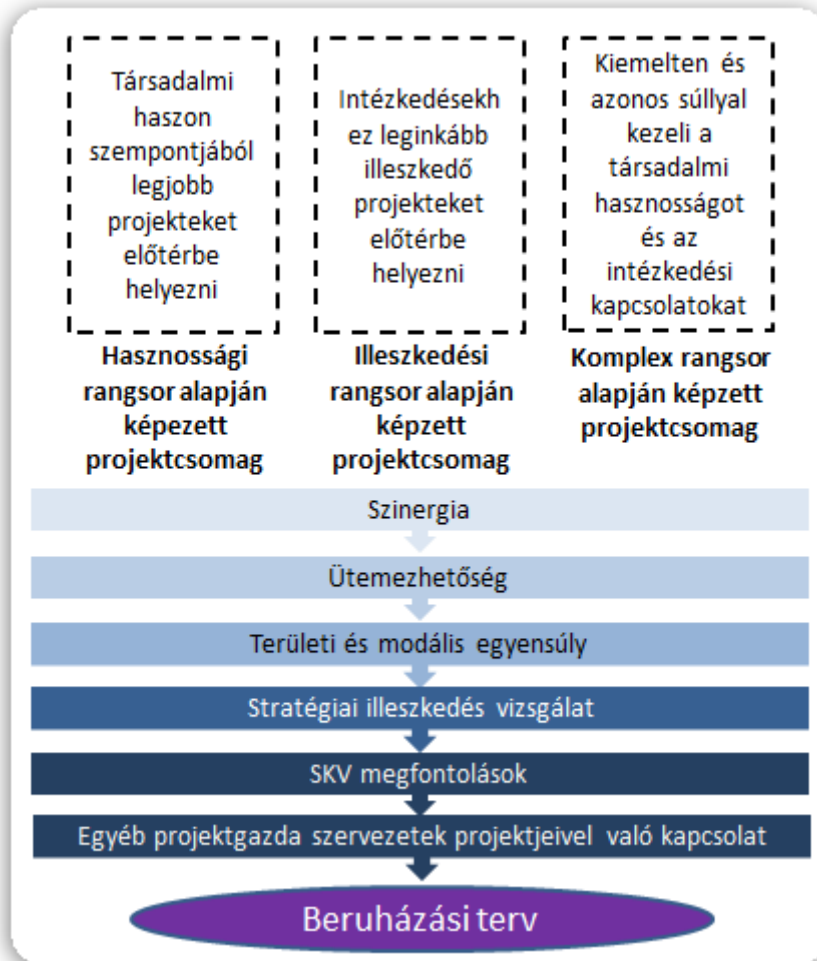 Társadalmi
haszon
szempontjából
legjobb
projekteket
előtérbe
helyezni
Hasznossági
rangsor alapján
képezett
projektcsomag
Intézkedésekh
ez leginkább
illeszkedő
projekteket
előtérbe
helyezni
Illeszkedési
rangsor alapján
képzett
projektcsomag
Kiemelten és
azonos súllyal
kezeli a
társadalmi
hasznosságot
és az
intézkedési
kapcsolatokat
Komplex rangsor
alapján képzett
projektcsomag
Szinergia
Ütemezhetőség
Területi és modális egyensúly
Stratégiai illeszkedés vizsgálat
SKV megfontolások
Egyéb projektgazda szervezetek projektjeivel való kapcsolat
Beruházási terv